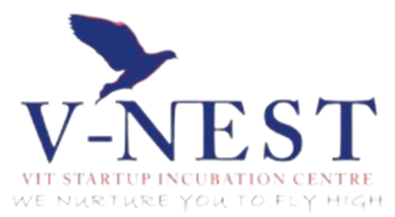 V-NEST
VIT STARTUP INCUBATION CENTRE
WE NURTURE YOU TO FLY HIGH